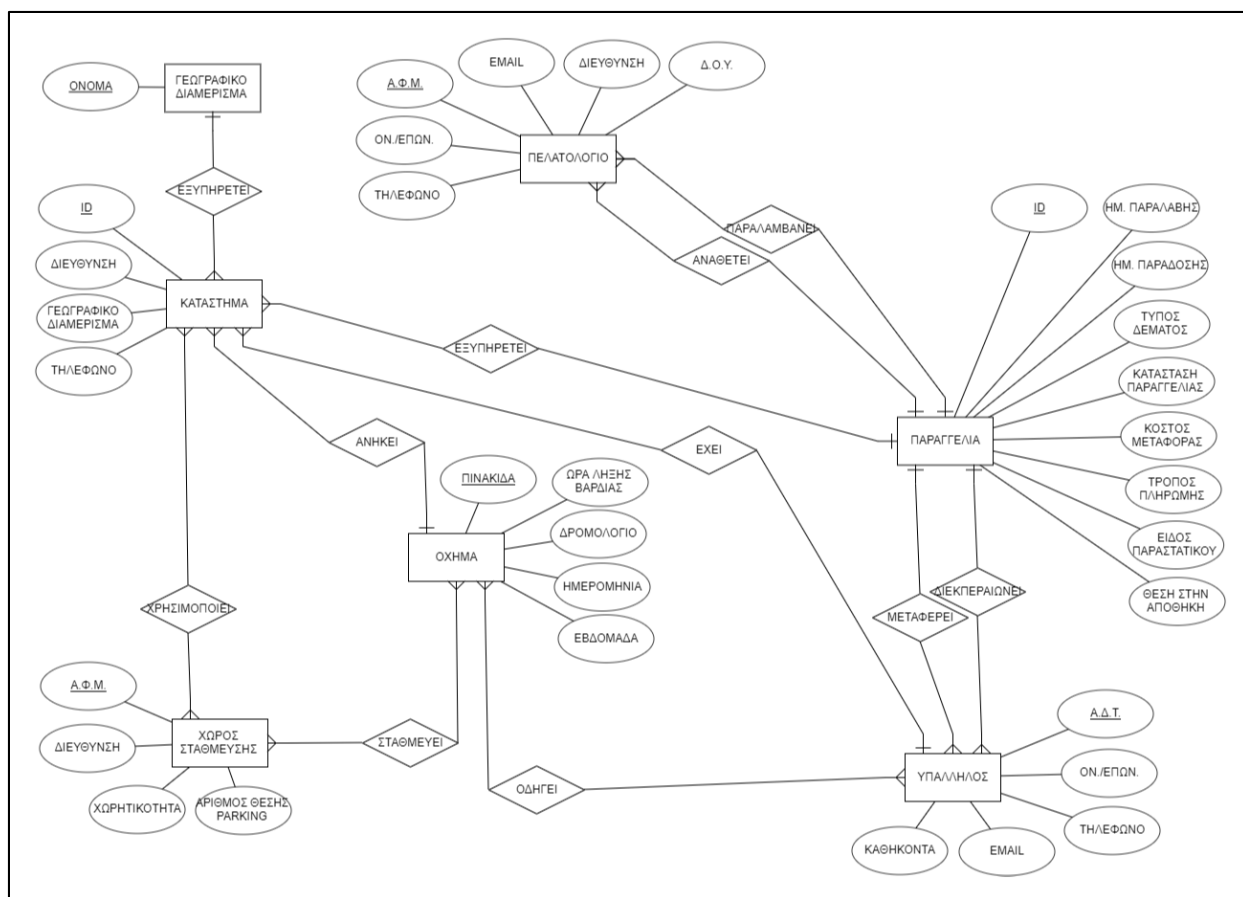 ΟΝΟΜΑ
ΓΕΩΓΡΑΦΙΚΟ
ΔΙΑΜΕΡΙΣΜΑ
ΕΞΥΠΗΡΕΤΕΙ
ID
ΔΙΕΥΘΥΝΣΗ
ΓΕΩΓΡΑΦΙΚΟ
ΔΙΑΜΕΡΙΣΜΑ
ΤΗΛΕΦΩΝΟ
ΚΑΤΑΣΤΗΜΑ
EMAIL
ΔΙΕΥΘΥΝΣΗ
Δ.Ο.Υ.
Α.Φ.Μ.
ΟΝ./ΕΠΩΝ.
ΤΗΛΕΦΩΝΟ
ΠΕΛΑΤΟΛΟΓΙΟ
ΠΑΡΑΛΑΜΒΑΝΕΙ
ΑΝΑΘΕΤΕΙ
ID
ΗΜ. ΠΑΡΑΛΑΒΗΣ
ΗΜ. ΠΑΡΑΔΟΣΗΣ
ΤΥΠΟΣ
ΔΕΜΑΤΟΣ
ΚΑΤΑΣΤΑΣΗ
ΠΑΡΑΓΓΕΛΙΑΣ
ΚΟΣΤΟΣ
ΜΕΤΑΦΟΡΑΣ
ΤΡΟΠΟΣ
ΠΛΗΡΩΜΗΣ
ΕΙΔΟΣ
ΠΑΡΑΣΤΑΤΙΚΟΥ
ΘΕΣΗ ΣΤΗΝ
ΑΠΟΘΗΚΗ
ΠΑΡΑΓΓΕΛΙΑ
ΕΞΥΠΗΡΕΤΕΙ
ΑΝΗΚΕΙ
ΕΧΕΙ
ΠΙΝΑΚΙΔΑ
ΩΡΑ ΛΗΞΗΣ
ΒΑΡΔΙΑΣ
ΔΡΟΜΟΛΟΓΙΟ
ΗΜΕΡΟΜΗΝΙΑ
ΕΒΔΟΜΑΔΑ
ΟΧΗΜΑ
ΧΡΗΣΙΜΟΠΟΙΕΙ
ΔΙΕΚΠΕΡΑΙΩΝΕΙ
ΜΕΤΑΦΕΡΕΙ
Α.Φ.Μ.
ΔΙΕΥΘΥΝΣΗ
ΧΩΡΗΤΙΚΟΤΗΤΑ
ΑΡΙΘΜΟΣ ΘΕΣΗΣ
PARKING
ΧΩΡΟΣ
ΣΤΑΘΜΕΥΣΗΣ
ΣΤΑΘΜΕΥΕΙ
ΟΔΗΓΕΙ
ΥΠΑΛΛΗΛΟΣ
Α.Δ.Τ.
ΟΝ./ΕΠΩΝ.
ΤΗΛΕΦΩΝΟ
EMAIL
ΚΑΘΗΚΟΝΤΑ